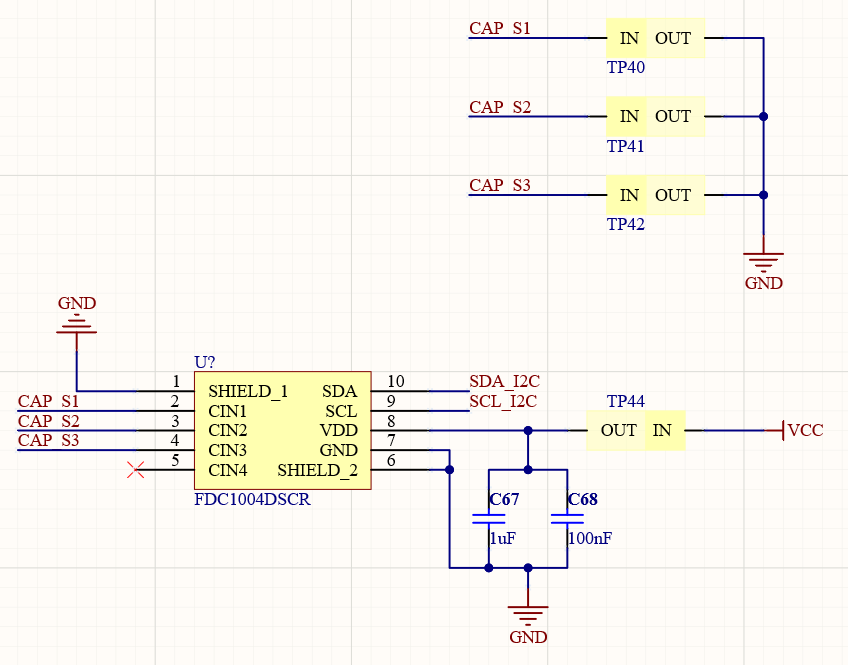 CAP_S1
IN OUT
TP40
CAP_S2
IN OUT
TP41
CAP_S3
IN OUT
TP42
GND
GND
U?
1 SHIELD_1 SDA 10 SDA_I2C
CAP_S1 2 CIN1 SCL 9 SCL_I2C
CAP_S2 3 CIN2 VDD 8
CAP_S3 4 CIN3 GND 7
5 CIN4 SHIELD_2 6
FDC1004DSCR
TP44
OUT IN VCC
C67 C68
1uF 100nF
GND